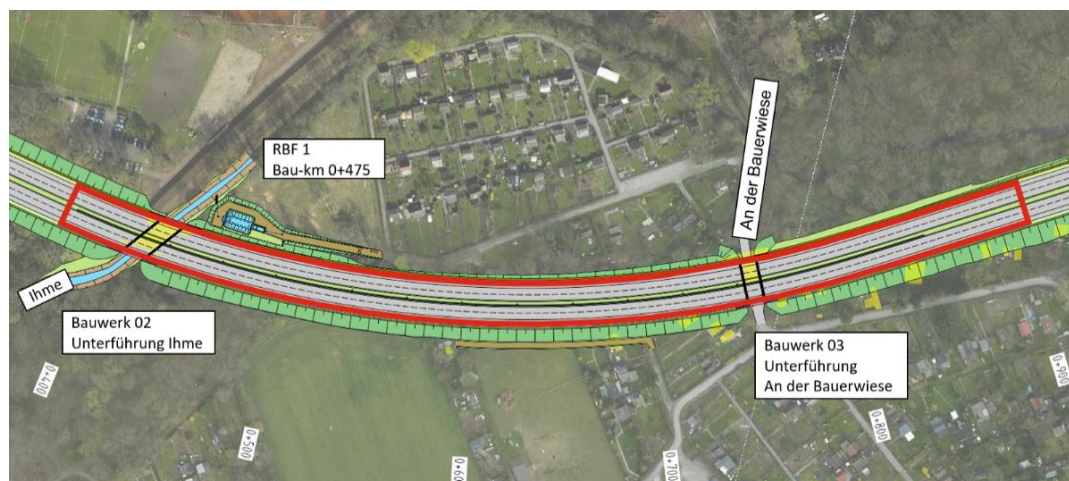 An der Bauerwiese
RBF 1
Bau-km 0+475
Ihme
Bauwerk 02
Unterführung Ihme
Bauwerk 03
Unterführung
An der Bauerwiese
0+400
0+500
0+60
0+700
0+800
0+900